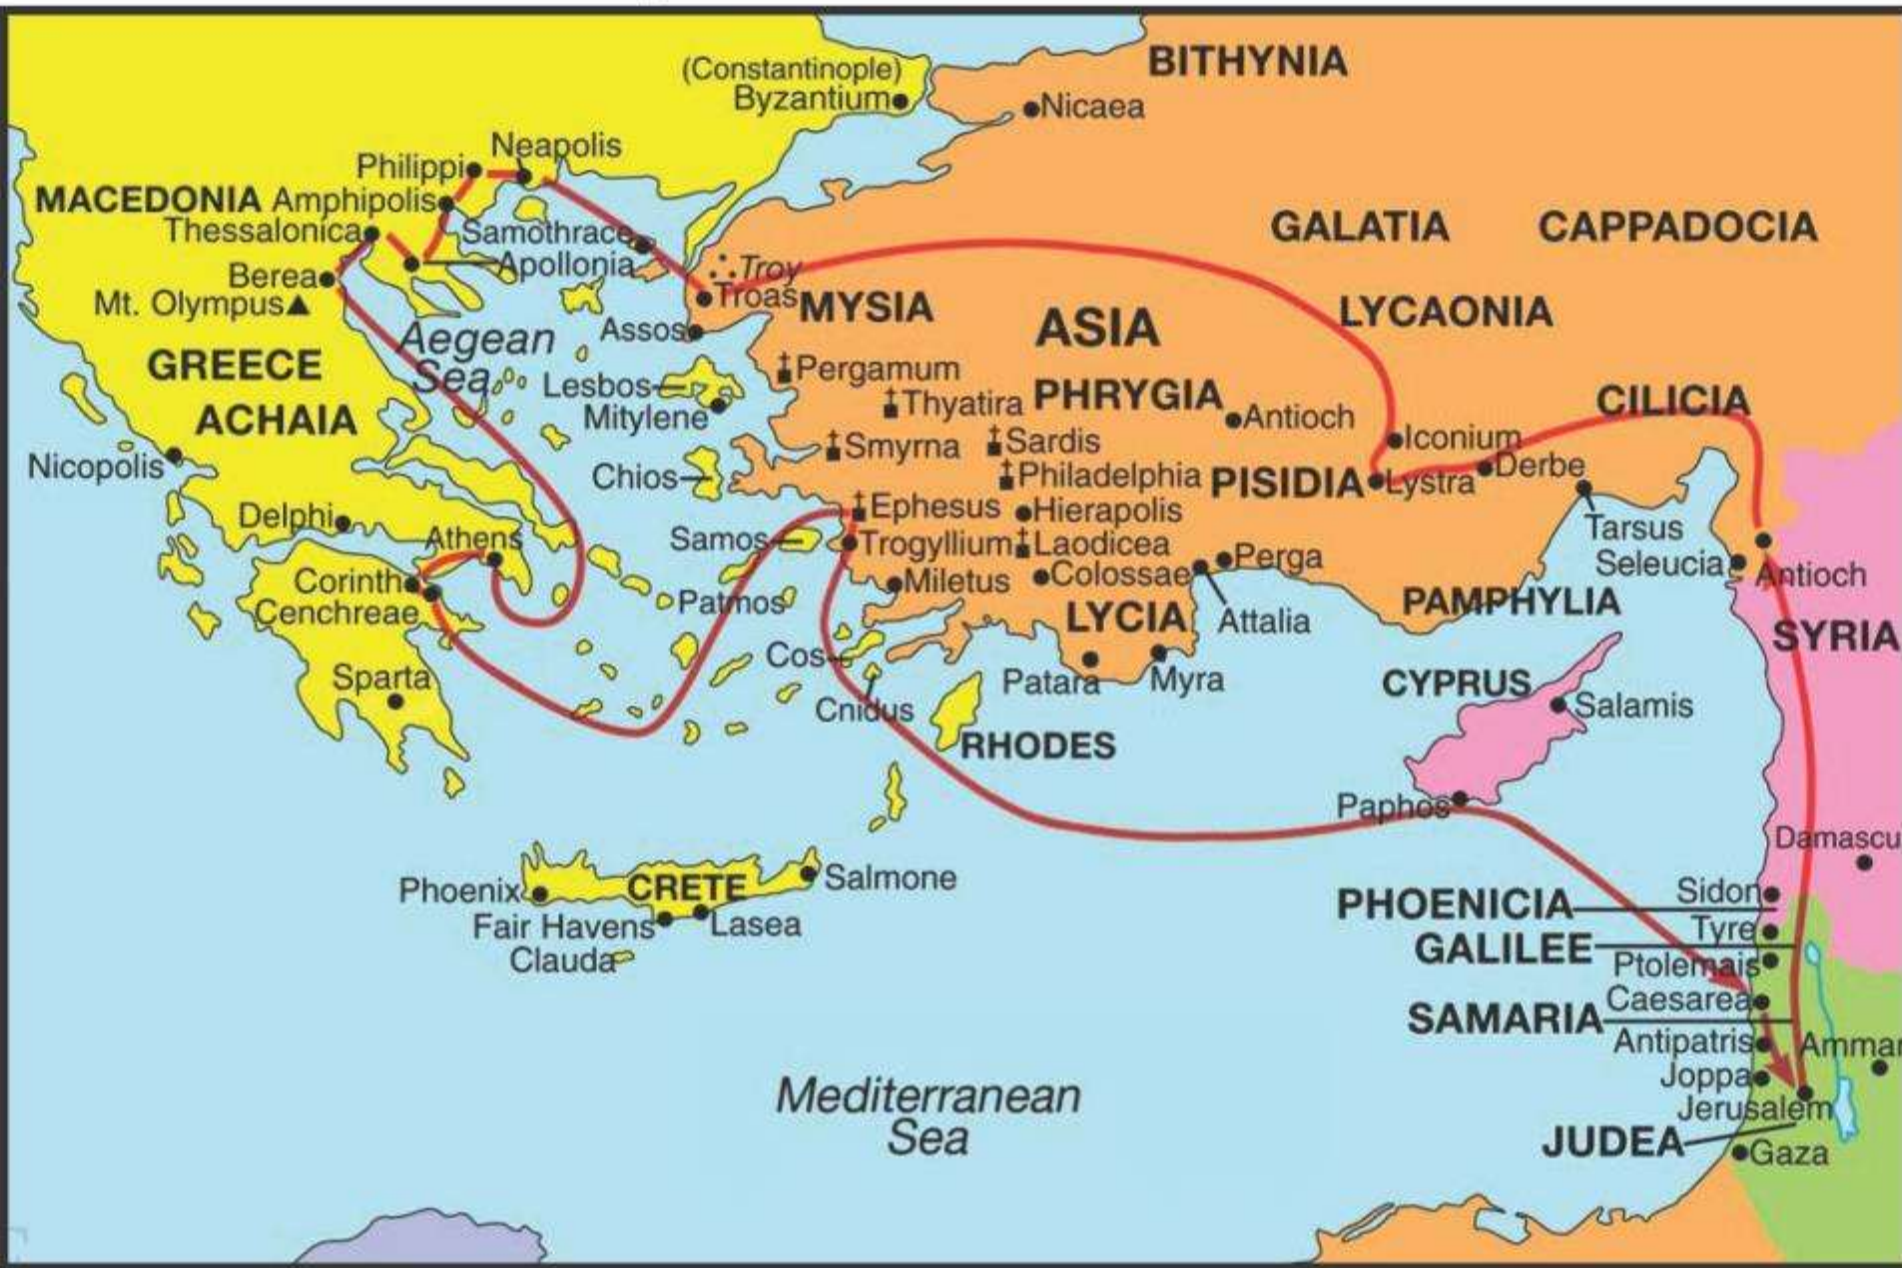 BITHYNIA
(Constantinople)
Byzantium
Nicaea
Neapolis
Philippi
MACEDONIA Amphipolis
GALATIA CAPPADOCIA
Thessalonica
Samothrace
Apollonia
Troy
Berea
Troas
Mt. Olympus
MYSIA
LYCAONIA
Aegean
Sea
Assos
ASIA
GREECE
Pergamum
Lesbos
PHRYGIA
CILICIA
Thyatira
Mitylene
Antioch
ACHAIA
Iconium
Smyrna
Sardis
Nicopolis
Derbe
Chios
Philadelphia
PISIDIA
Lystra
Ephesus
Hierapolis
Delphi
Tarsus
Athens
Samos
Trogyllium
Laodicea
Perga
Seleucia
Antioch
Corinth
Miletus
Colossae
Patmos
PAMPHYLIA
Cenchreae
LYCIA
Attalia
SYRIA
Cos
Sparta
Patara
Myra
CYPRUS
Salamis
Cnidus
RHODES
Paphos
Damascu
Salmone
Phoenix
CRETE
Sidon
PHOENICIA
Fair Havens
Lasea
Tyre
GALILEE
Clauda
Ptolemais
Caesarea
SAMARIA
Antipatris
Amman
Joppa
Mediterranean
Sea
Jerusalem
JUDEA
Gaza